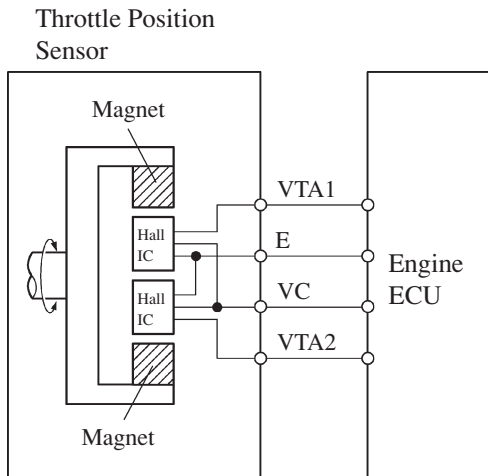 Throttle Position
Sensor
Magnet
VTA1
Hall
IC
E
Engine
ECU
Hall
IC
VC
VTA2
Magnet